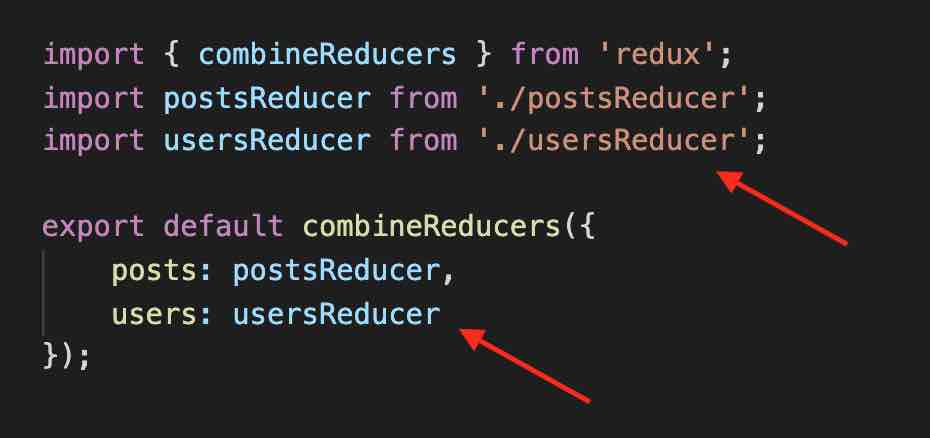 import { combineReducers } from 'redux';
import postsReducer from './postsReducer';
import usersReducer from './usersReducer';
export default combineReducers({
    posts: postsReducer,
    users: usersReducer
});